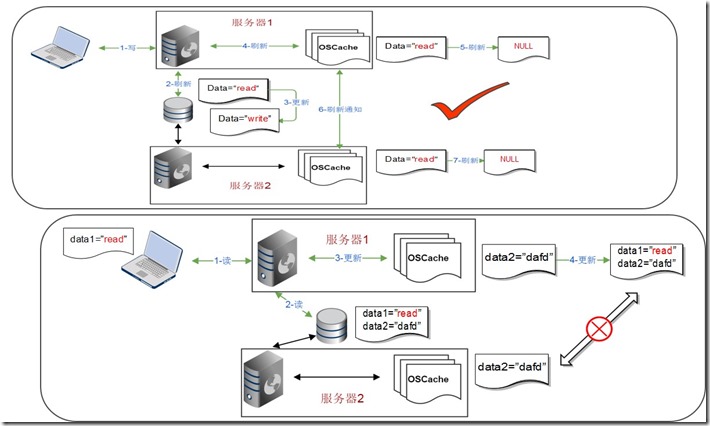 服务器1
1-写
4-刷新
OSCache
Data="read"
5-刷新
NULL
2-刷新
Data="read"
3-更新
Data="write"
6-刷新通知
OSCache
服务器2
Data="read"
7-刷新
NULL
data1="read"
1-读
服务器1
3-更新
OSCache
data2="dafd"
4-更新
data1="read"
data2="dafd"
2-读
data1="read"
data2="dafd"
OSCache
服务器2
data2="dafd"